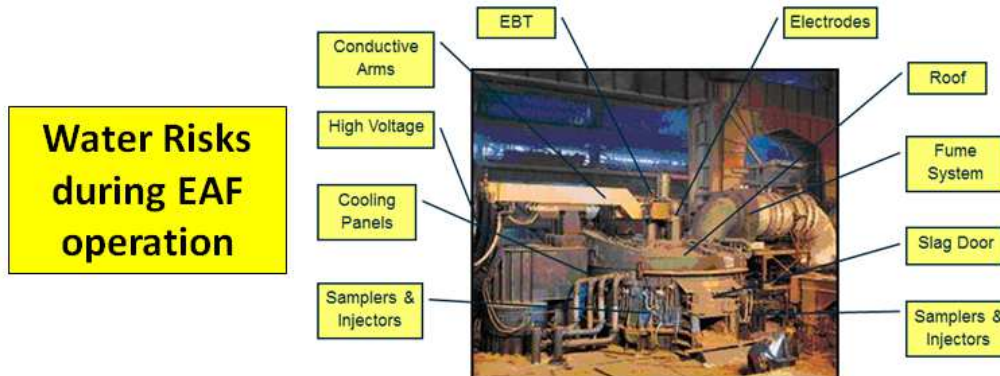 Water Risks
during EAF
operation
EBT
Electrodes
Conductive
Arms
Roof
High Voltage
Fume
System
Cooling
Panels
Slag Door
Samplers &
Injectors
Samplers &
Injectors